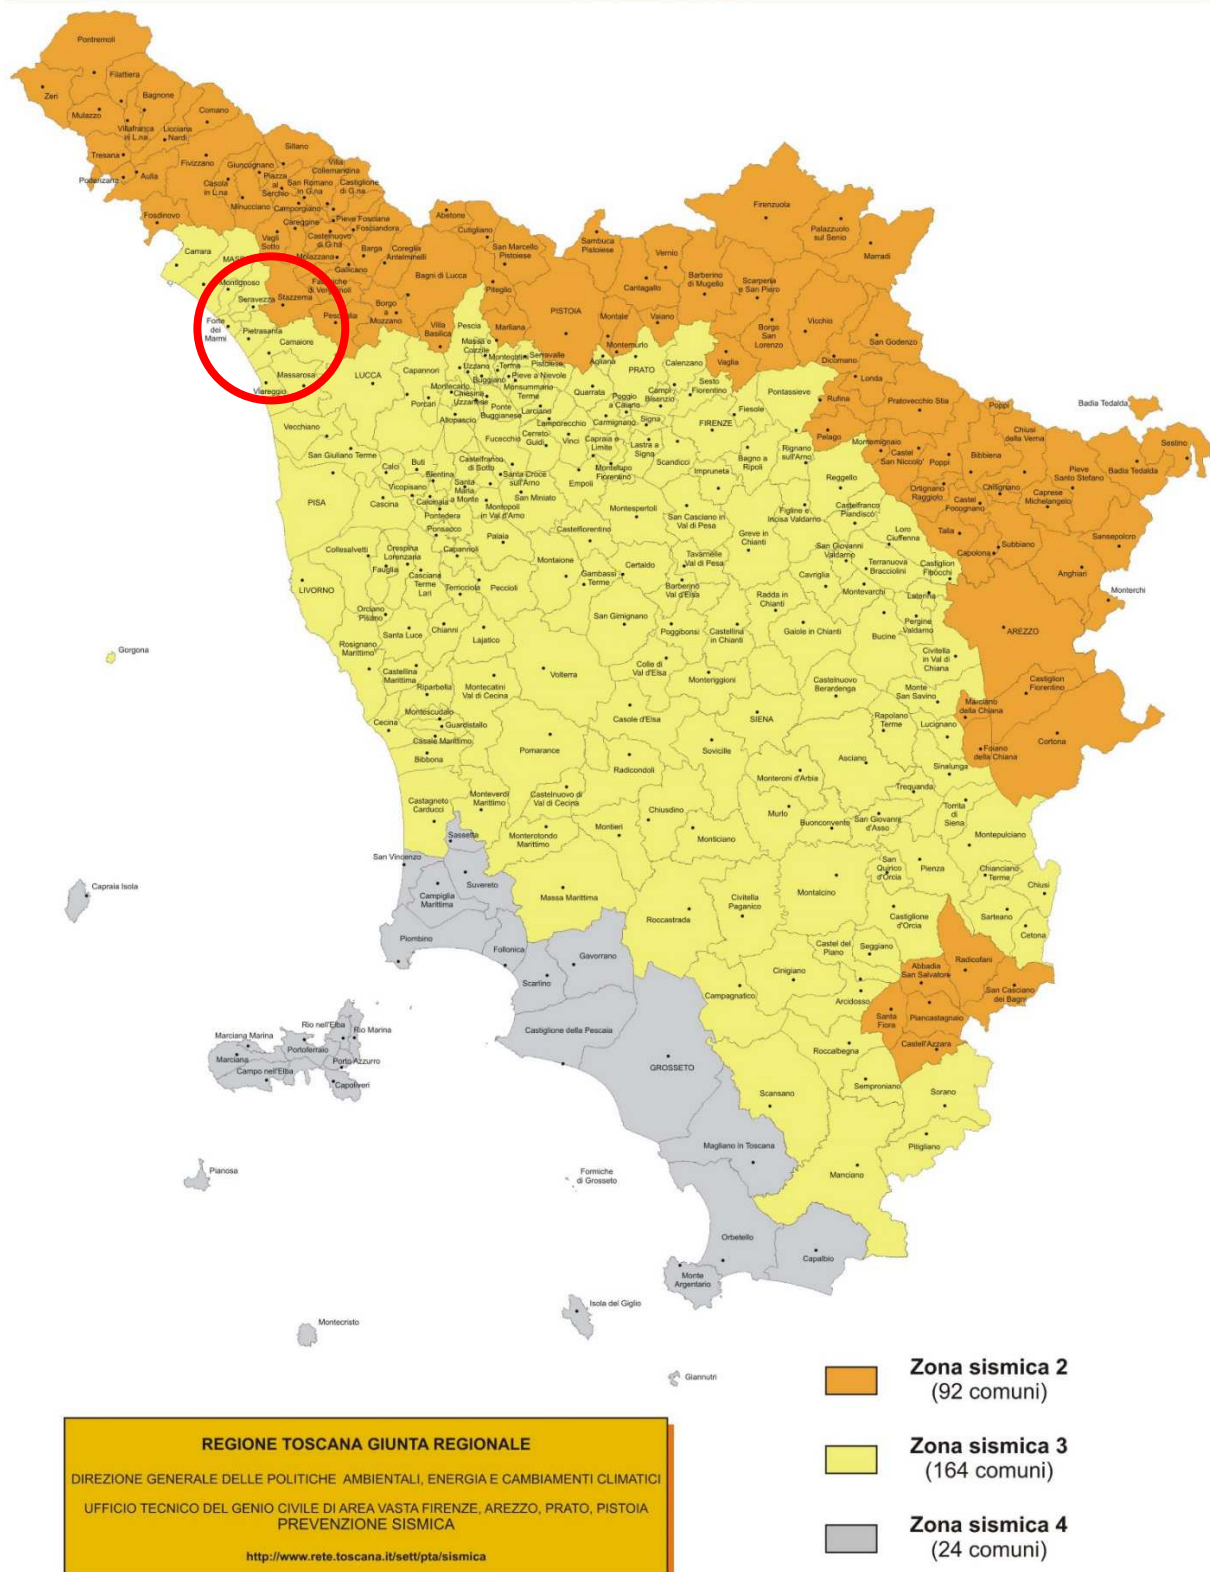 Pontremoli
Filattiera
Zeri
Bagnone
Mulazzo
Comano
Villafranca
in L.na
Licciana
Nardi
Tresana
Sillano
Podenzana
Aulla
Fivizzano
Giuncugnano
Villa
Collemandina
Casola
in L.na
Piazza
al
Serchio
San Romano
in G.na
Castiglione
di G.na
Minucciano
Camporgiano
Fosdinovo
Careggine
Pieve Fosciana
Fosciandora
Vagli
Sotto
Castelnuovo
di G.na
Carrara
Molazzana
Barga
Coreglia
Antelminelli
Gallicano
Montignoso
Stazzema
Seravezza
Bagni di Lucca
Borgo
a
Mozzano
Forte
dei
Marmi
Pietrasanta
Camaiore
Massarosa
Viareggio
Abetone
Cutigliano
San Marcello
Pistoiese
Piteglio
Sambuca
Pistoiese
Vernio
Cantagallo
Barberino
di Mugello
Firenzuola
Palazzuolo
sul Senio
Marradi
Scarperia
e San Piero
PISTOIA
Montale
Vaiano
Borgo
San
Lorenzo
Vicchio
San Godenzo
Villa
Basilica
Pescia
Marliana
Massa e
Cozzile
Montecatini
Terme
Serravalle
Pistoiese
Montemurlo
Agliana
PRATO
Calenzano
Vaglia
Dicomano
Londa
LUCCA
Capannori
Uzzano
Buggiano
Pieve a Nievole
Monsummano
Terme
Quarrata
Sesto
Fiorentino
Campi
Bisenzio
Pontassieve
Rufina
Pratovecchio Stia
Poppi
Badia Tedalda
Montecarlo
Chiesina
Uzzanese
Porcari
Altopascio
Ponte
Buggianese
Larciano
Lamporecchio
Poggio
a Caiano
Carmignano
Signa
FIRENZE
Fiesole
Pelago
Montemignaio
Chiusi
della Verna
Sestino
Badia Tedalda
Vecchiano
San Giuliano Terme
Fucecchio
Cerreto
Guidi
Vinci
Capraia e
Limite
Lastra a
Signa
Scandicci
Bagno a
Ripoli
Rignano
sull'Arno
Castel
San Niccolò
Poppi
Bibbiena
Pieve
Santo Stefano
Calci
Buti
Bientina
Castelfranco
di Sotto
Santa Croce
sull'Arno
Empoli
Montelupo
Fiorentino
Impruneta
Reggello
Ortignano
Raggiolo
Chitignano
Caprese
Michelangelo
PISA
Vicopisano
Cascina
Calcinaia
Pontedera
Santa
Maria
a Monte
San Miniato
Montopoli
in Val d'Arno
Montespertoli
San Casciano in
Val di Pesa
Figline e
Incisa Valdarno
Castelfranco
Piandiscò
Castel
Focognano
Talla
Ponsacco
Palaia
Castelfiorentino
Greve in
Chianti
Loro
Ciuffenna
Subbiano
Capolona
Sansepolcro
Collesalvetti
Crespina
Lorenzana
Fauglia
Capannoli
Casciana
Terme
Lari
Montaione
Gambassi
Terme
Certaldo
Tavarnelle
Val di Pesa
Barberino
Val d'Elsa
San Giovanni
Valdarno
Cavriglia
Terranuova
Bracciolini
Castiglion
Fibocchi
Anghiari
Monterchi
LIVORNO
Terricciola
Peccioli
Radda in
Chianti
Montevarchi
Laterina
Orciano
Pisano
Santa Luce
Chianni
Lajatico
San Gimignano
Poggibonsi
Castellina
in Chianti
Gaiole in Chianti
Bucine
Pergine
Valdarno
AREZZO
Rosignano
Marittimo
Gorgona
Castellina
Marittima
Montecatini
Val di Cecina
Volterra
Colle di
Val d'Elsa
Monteriggioni
Castelnuovo
Berardenga
Civitella
in Val di
Chiana
Castiglion
Fiorentino
Riparbella
Montescudaio
Guardistallo
Monte
San Savino
Marciano
della Chiana
Cecina
Casale Marittimo
Bibbona
Pomarance
Casole d'Elsa
SIENA
Rapolano
Terme
Lucignano
Foiano
della Chiana
Cortona
Radicondoli
Sovicille
Monteroni d'Arbia
Asciano
Sinalunga
Castagneto
Carducci
Monteverdi
Marittimo
Castelnuovo di
Val di Cecina
Chiusdino
Murlo
Trequanda
Torrita
di
Siena
Sassetta
Monterotondo
Marittimo
Montieri
Monticiano
Buonconvento
San Giovanni
d'Asso
Montepulciano
San Vincenzo
Suvereto
Campiglia
Marittima
Massa Marittima
Montalcino
San
Quirico
d'Orcia
Pienza
Chianciano
Terme
Chiusi
Capraia Isola
Roccastrada
Civitella
Paganico
Castiglione
d'Orcia
Sarteano
Cetona
Piombino
Follonica
Gavorrano
Scarlino
Castel del
Piano
Seggiano
Abbadia
San Salvatore
Radicofani
Cinigiano
Arcidosso
San Casciano
dei Bagni
Campagnatico
Santa
Fiora
Piancastagnaio
Castell'Azzara
Rio nell'Elba
Rio Marina
Marciana Marina
Portoferraio
Marciana
Porto Azzurro
Campo nell'Elba
Capoliveri
Castiglione della Pescaia
GROSSETO
Roccalbegna
Semproniano
Scansano
Sorano
Pitigliano
Magliano in Toscana
Manciano
Pianosa
Formiche
di Grosseto
Orbetello
Capalbio
Monte
Argentario
Isola del Giglio
Montecristo
Giannutri
Zona sismica 2
(92 comuni)
Zona sismica 3
(164 comuni)
Zona sismica 4
(24 comuni)
REGIONE TOSCANA GIUNTA REGIONALE
DIREZIONE GENERALE DELLE POLITICHE AMBIENTALI, ENERGIA E CAMBIAMENTI CLIMATICI
UFFICIO TECNICO DEL GENIO CIVILE DI AREA VASTA FIRENZE, AREZZO, PRATO, PISTOIA
PREVENZIONE SISMICA
http://www.rete.toscana.it/sett/pta/sismica